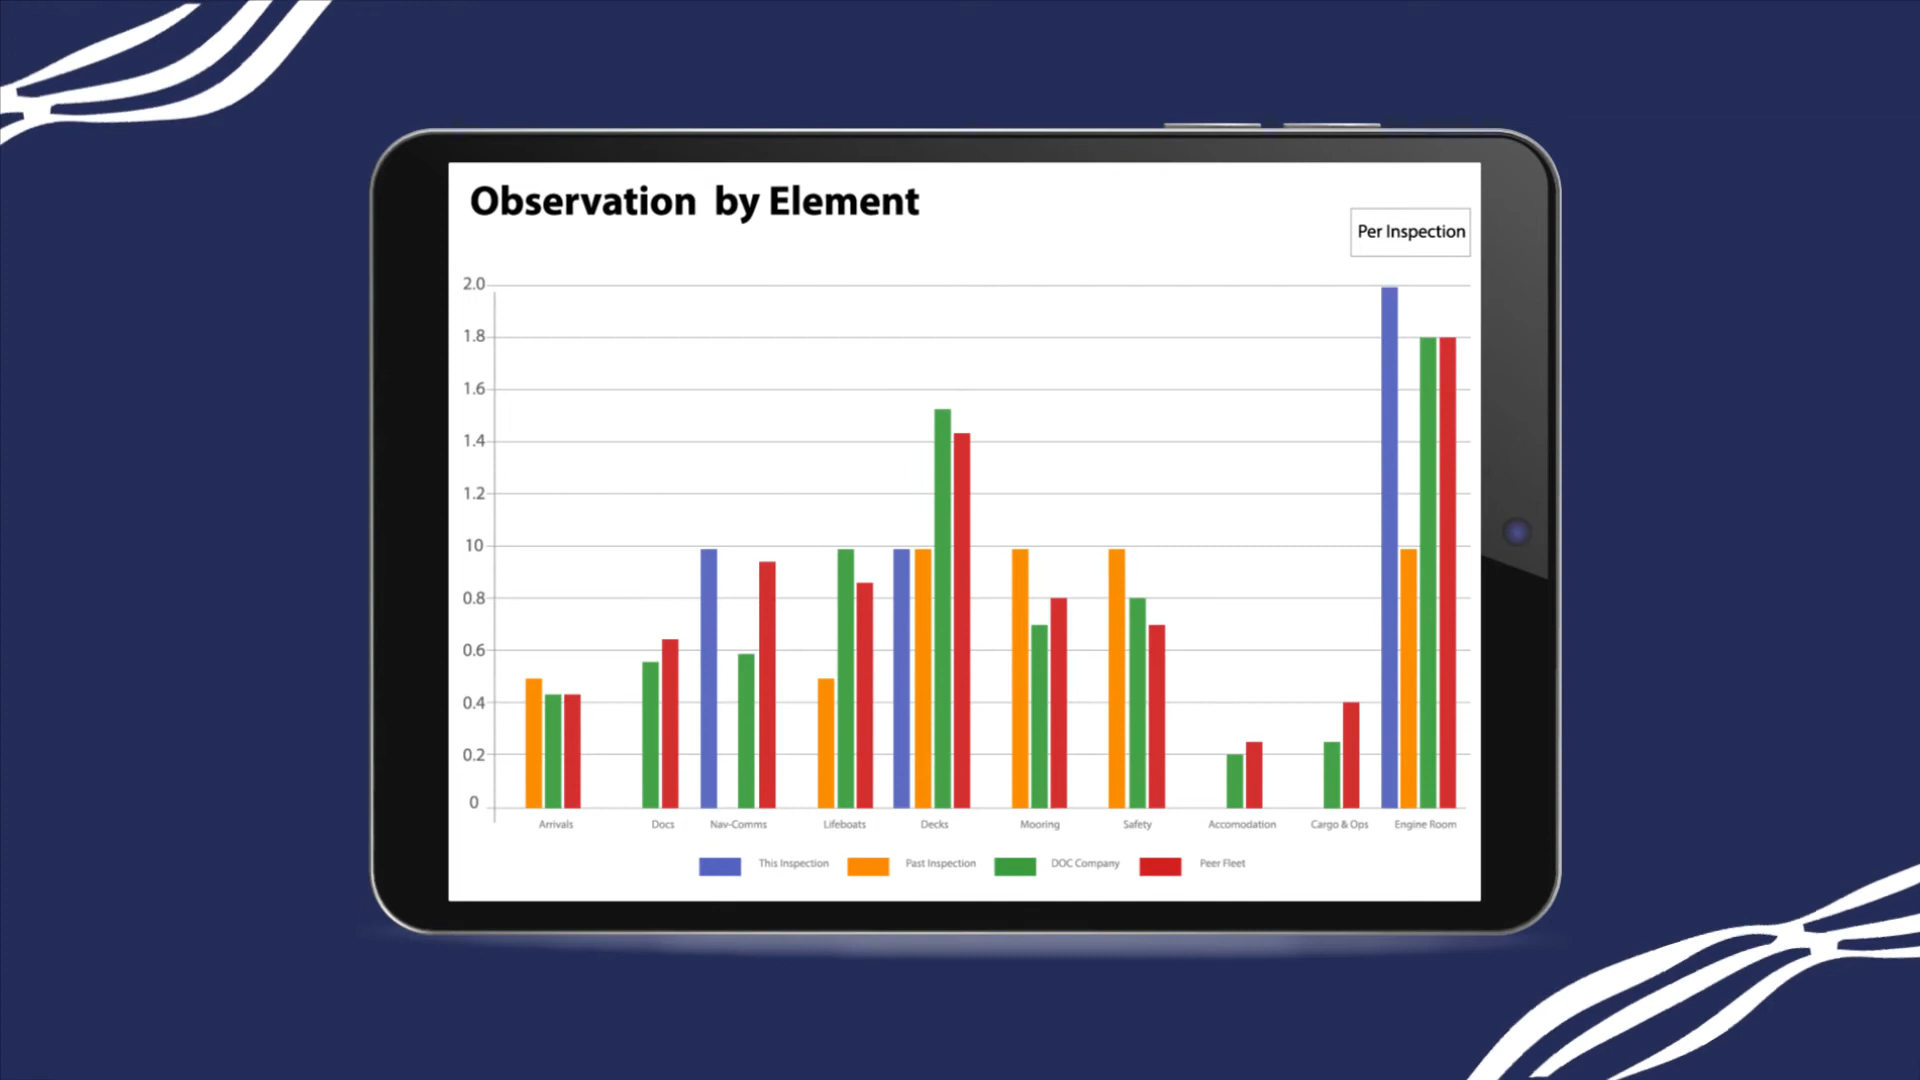 Observation by Element
Per Inspection
2.0
1.8
1.6
1.4
1.2
10
0.8
0.6
0.4
0.2
0
Arrivals Docs Nav-Comms Lifeboats Decks Mooring Safety Accomodation Cargo & Ops Engine Room
This Inspection Past Inspection DOC Company Peer Fleet